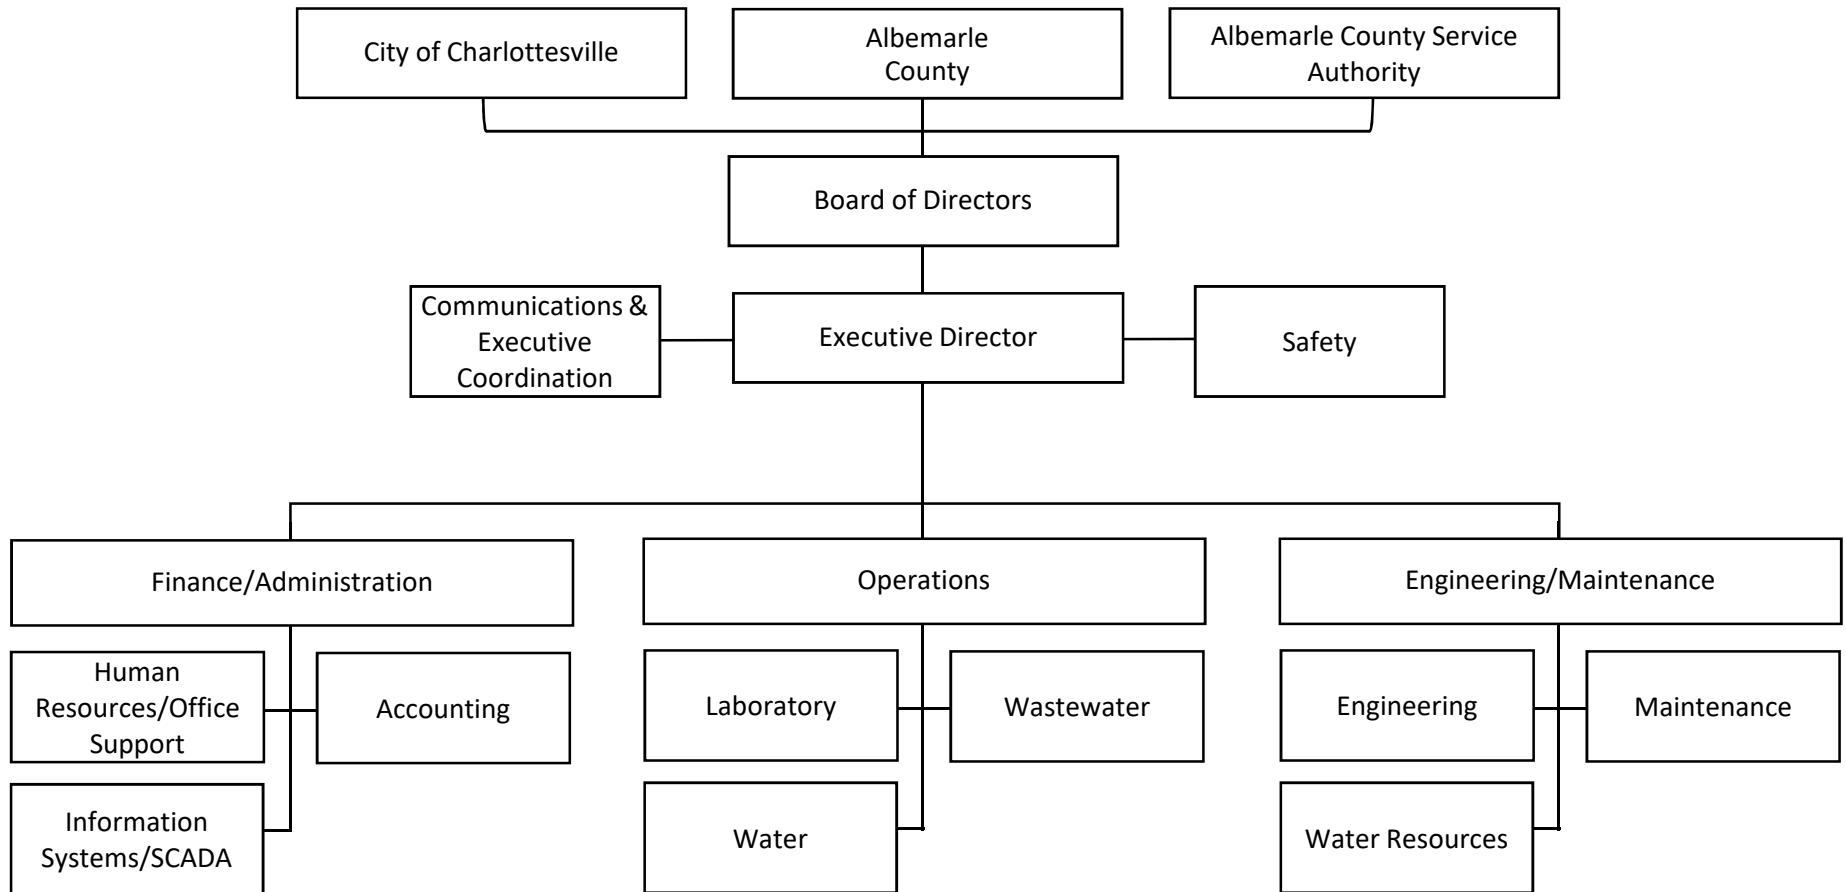 City of Charlottesville
Albemarle
County
Albemarle County Service
Authority
Board of Directors
Communications &
Executive
Coordination
Executive Director
Safety
Finance/Administration
Operations
Engineering/Maintenance
Human
Resources/Office
Support
Accounting
Laboratory
Wastewater
Engineering
Maintenance
Information
Systems/SCADA
Water
Water Resources